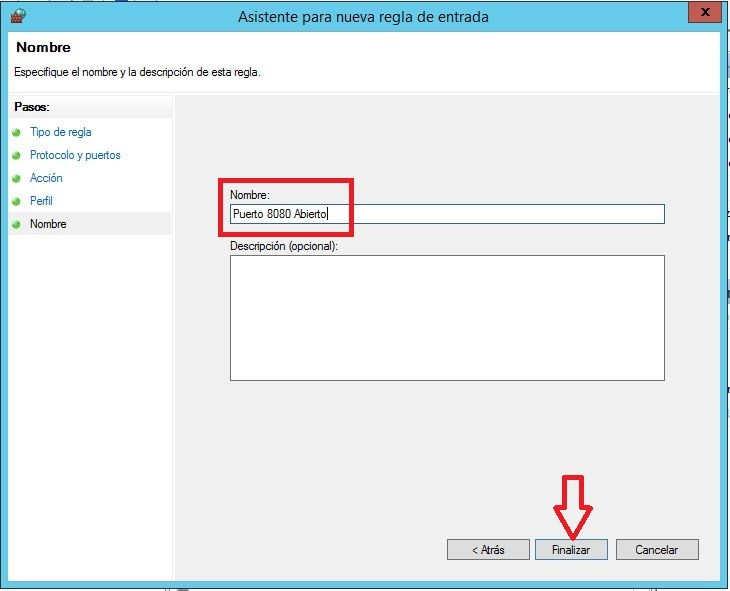 Asistente para nueva regla de entrada
x
Nombre
Especifique el nombre y la descripción de esta regla.
Pasos:
Tipo de regla
Protocolo y puertos
Acción
Perfil
Nombre
Nombre:
Puerto 8080 Abierto
Descripción (opcional):
< Atrás
Finalizar
Cancelar